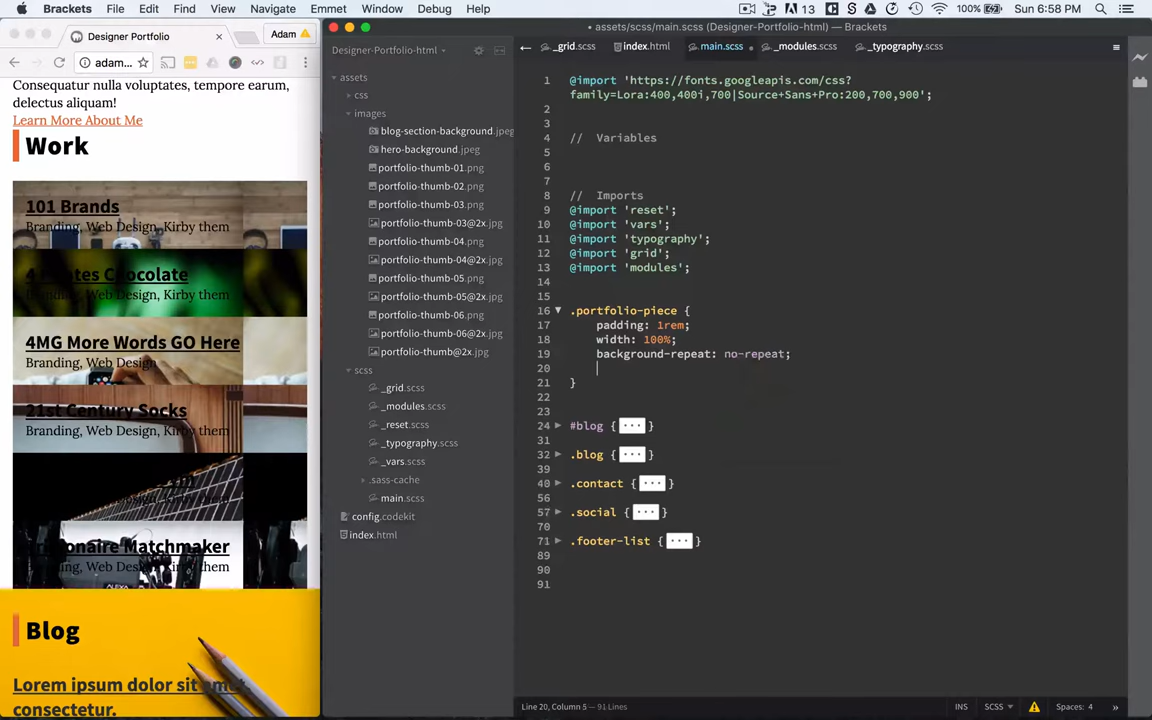 Brackets File Edit Find View Navigate Emmet Window Debug Help 13 100% Sun 6:58 PM
Designer Portfolio Adam
adam...
Consequatur nulla voluptates, tempore earum,
delectus aliquam!
Learn More About Me
Work
101 Brands
Branding, Web Design, Kirby them
Chocolate
4MG More Words GO Here
Branding, Web Design
21st Century Socks
Branding, Web Design, Kirby them
Matchmaker
Branding, Web Design, Kirby them
Blog
Lorem ipsum dolor sit amet,
consectetur.
• assets/scss/main.scss (Designer-Portfolio-html) — Brackets
Designer-Portfolio-html
assets
css
images
blog-section-background.jpeg
hero-background.jpeg
portfolio-thumb-01.png
portfolio-thumb-02.png
portfolio-thumb-03.png
portfolio-thumb-03@2x.jpg
portfolio-thumb-04.png
portfolio-thumb-04@2x.jpg
portfolio-thumb-05.png
portfolio-thumb-05@2x.jpg
portfolio-thumb-06.png
portfolio-thumb-06@2x.jpg
portfolio-thumb@2x.jpg
scss
_grid.scss
_modules.scss
_reset.scss
_typography.scss
_vars.scss
.sass-cache
main.scss
config.codekit
index.html
_grid.scss index.html main.scss _modules.scss _typography.scss
1 @import 'https://fonts.googleapis.com/css?
family=Lora:400,400i,700|Source+Sans+Pro:200,700,900';
2
3
4 // Variables
5
6
7
8 // Imports
9 @import 'reset';
10 @import 'vars';
11 @import 'typography';
12 @import 'grid';
13 @import 'modules';
14
15
16 .portfolio-piece {
17 padding: 1rem;
18 width: 100%;
19 background-repeat: no-repeat;
20
21 }
22
23
24 #blog { ··· }
31
32 .blog { ··· }
39
40 .contact { ··· }
56
57 .social { ··· }
70
71 .footer-list { ··· }
89
90
91
Line 20, Column 5 — 91 Lines INS SCSS Spaces: 4